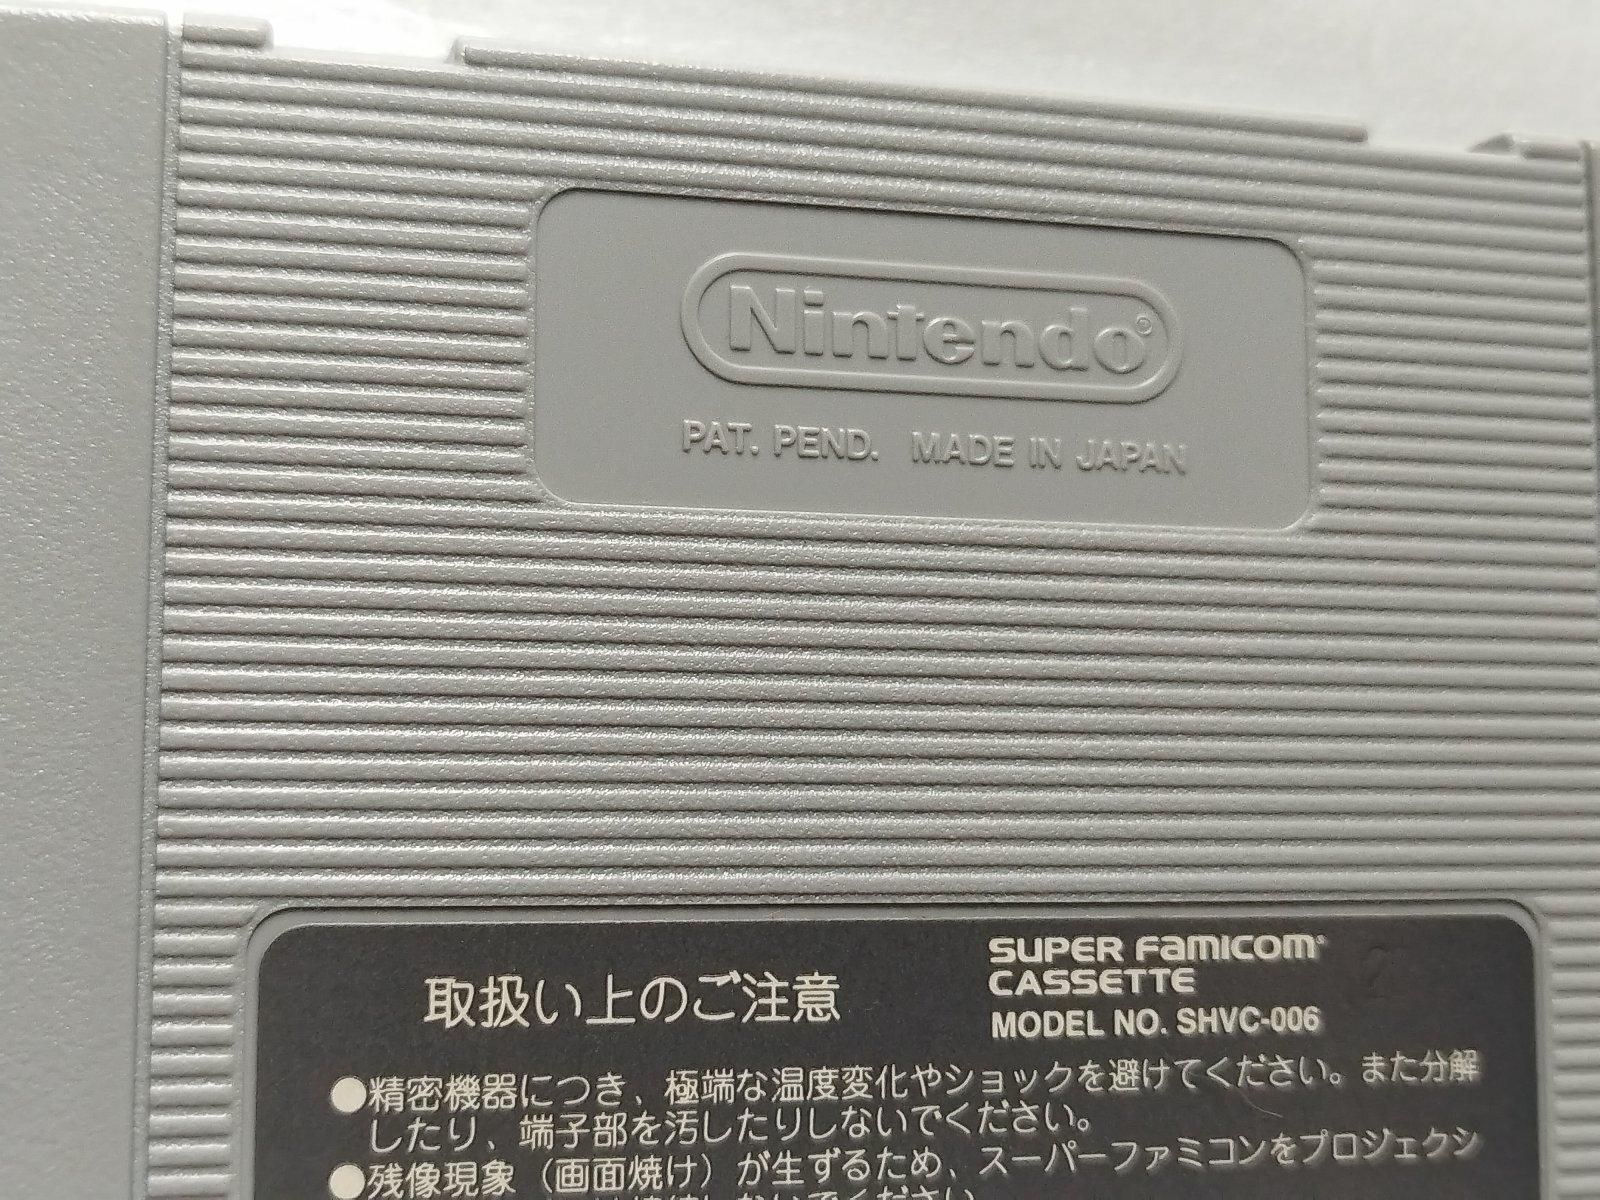 Nintendo®
PAT. PEND. MADE IN JAPAN
取扱い上のご注意
SUPER FAMICOM
CASSETTE
MODEL NO. SHVC-006
●精密機器につき、極端な温度変化やショックを避けてください。また分解
したり、端子部を汚したりしないでください。
●残像現象（画面焼け）が生ずるため、スーパーファミコンをプロジェクシ